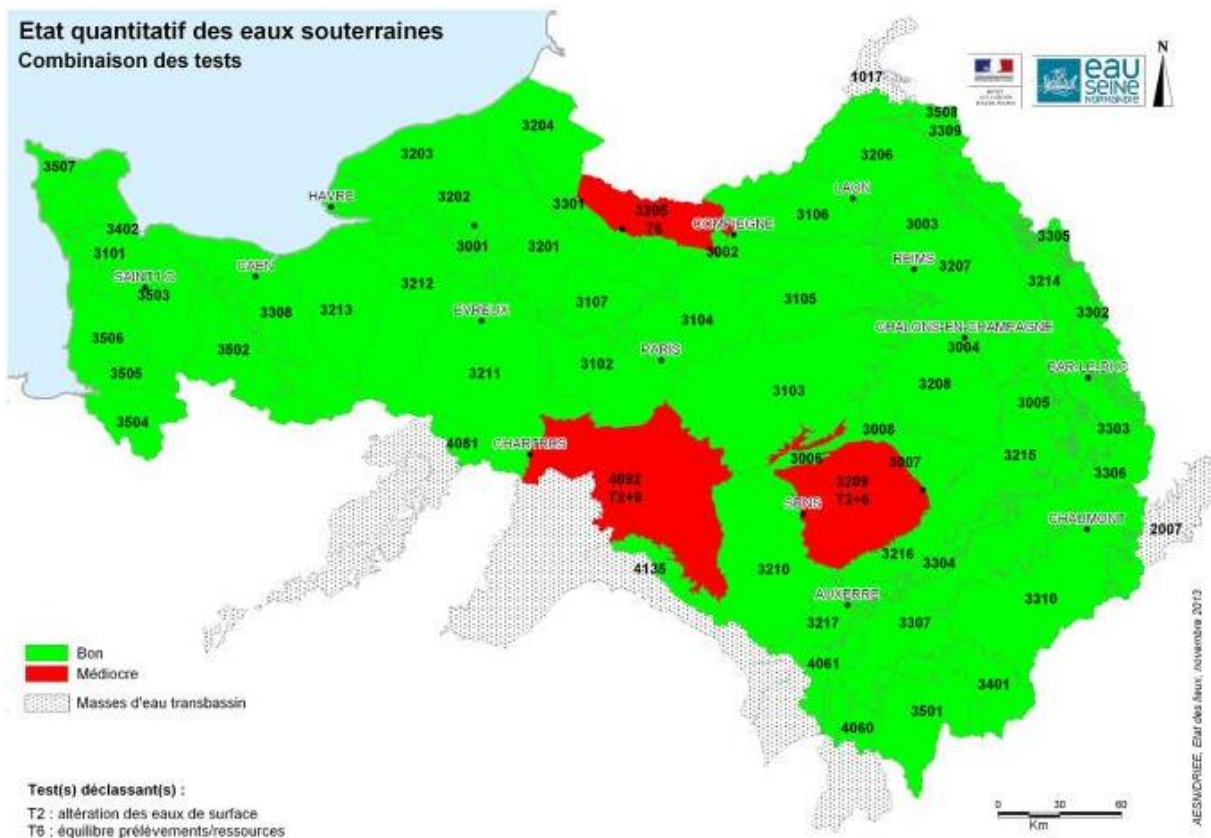 Etat quantitatif des eaux souterraines
Combinaison des tests
N
eau
SEINE
NORMANDIE
1017
3508
3309
3204
3203
3206
3507
LAON
HAVRE
3202
3301
3205
T6
3106
3003
COMPIEGNE
3402
3001
3201
3002
3305
3101
CAEN
REIMS
3207
SAINT LO
3503
3212
3214
3308
3213
3107
3105
3302
EVREUX
3104
CHALONS-EN-CHAMPAGNE
3506
3502
PARIS
3004
3505
3211
3102
BAR-LE-DUC
3208
3103
3005
3504
3008
3303
4081
CHARTRES
3006
3007
3215
3306
4092
T2+6
3209
T2+6
SENS
CHAUMONT
2007
3216
3304
4135
3210
AUXERRE
3310
3217
3307
Bon
Médiocre
4061
3401
Masses d'eau transbassin
3501
4060
Test(s) déclassant(s) :
T2 : altération des eaux de surface
T6 : équilibre prélèvements/ressources
0 30 60
Km
AESN/DRIEE, Etat des lieux, novembre 2013